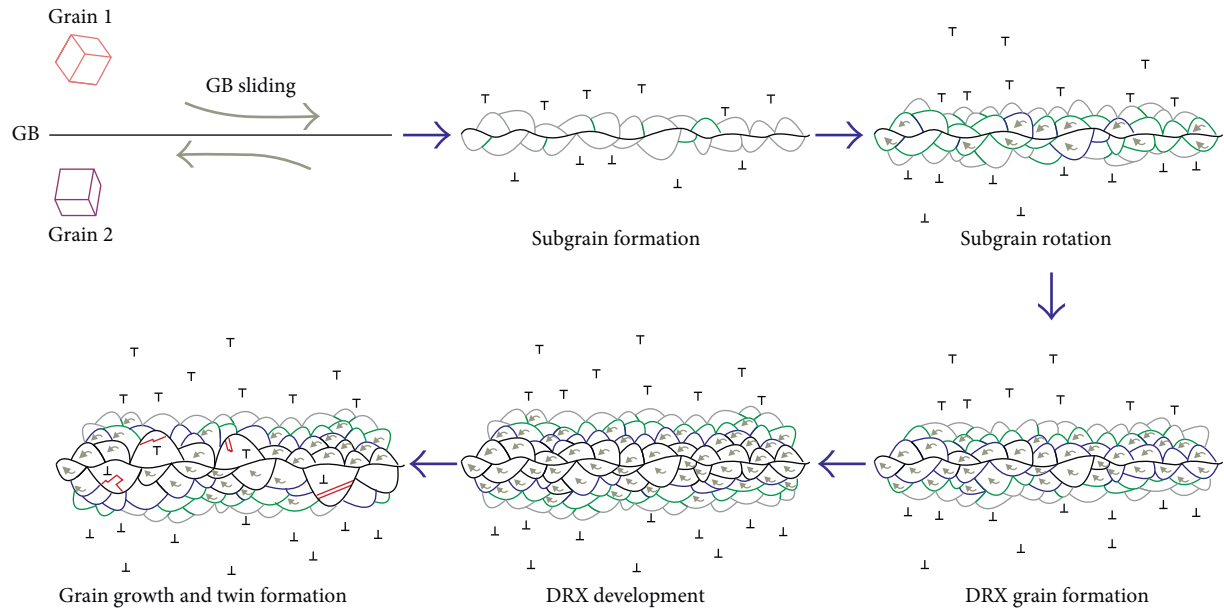 Grain 1
GB sliding
GB
Grain 2
Subgrain formation
Subgrain rotation
Grain growth and twin formation
DRX development
DRX grain formation